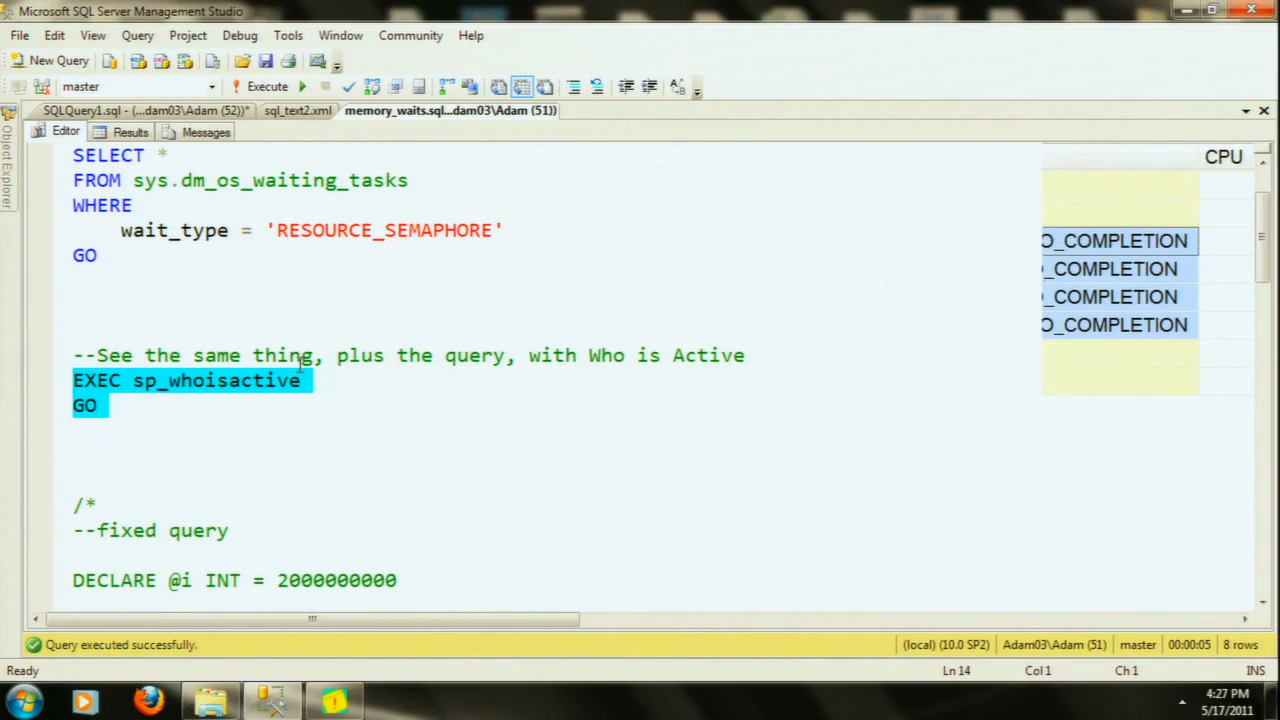 Microsoft SQL Server Management Studio
File Edit View Query Project Debug Tools Window Community Help
New Query
master Execute
SQLQuery1.sql - (...dam03\Adam (52))* sql_text2.xml memory_waits.sql...dam03\Adam (51))
Editor Results Messages
Object Explorer
SELECT *
FROM sys.dm_os_waiting_tasks
WHERE
wait_type = 'RESOURCE_SEMAPHORE'
GO
--See the same thing, plus the query, with Who is Active
EXEC sp_whoisactive
GO
/*
--fixed query
DECLARE @i INT = 2000000000
CPU
O_COMPLETION
_COMPLETION
_COMPLETION
O_COMPLETION
Query executed successfully. (local) (10.0 SP2) Adam03\Adam (51) master 00:00:05 8 rows
Ready Ln 14 Col 1 Ch 1 INS
4:27 PM
5/17/2011